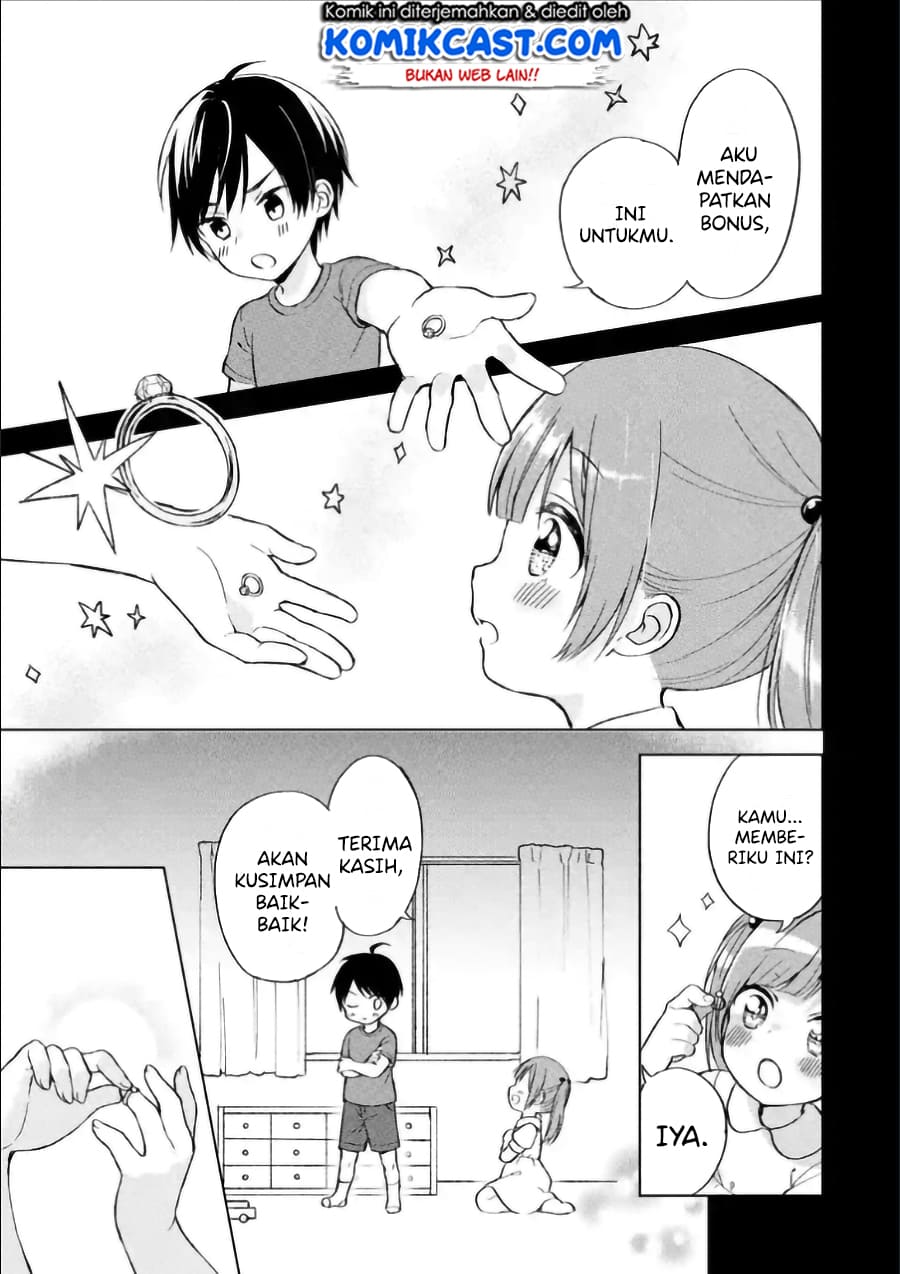 Komik ini diterjemahkan & diedit oleh
KOMIKCAST.COM
BUKAN WEB LAIN!!
AKU
MENDA-
PATKAN
BONUS,
INI
UNTUKMU.
KAMU...
MEMBE-
RIKU INI?
IYA.
TERIMA
KASIH,
AKAN
KUSIMPAN
BAIK-
BAIK!